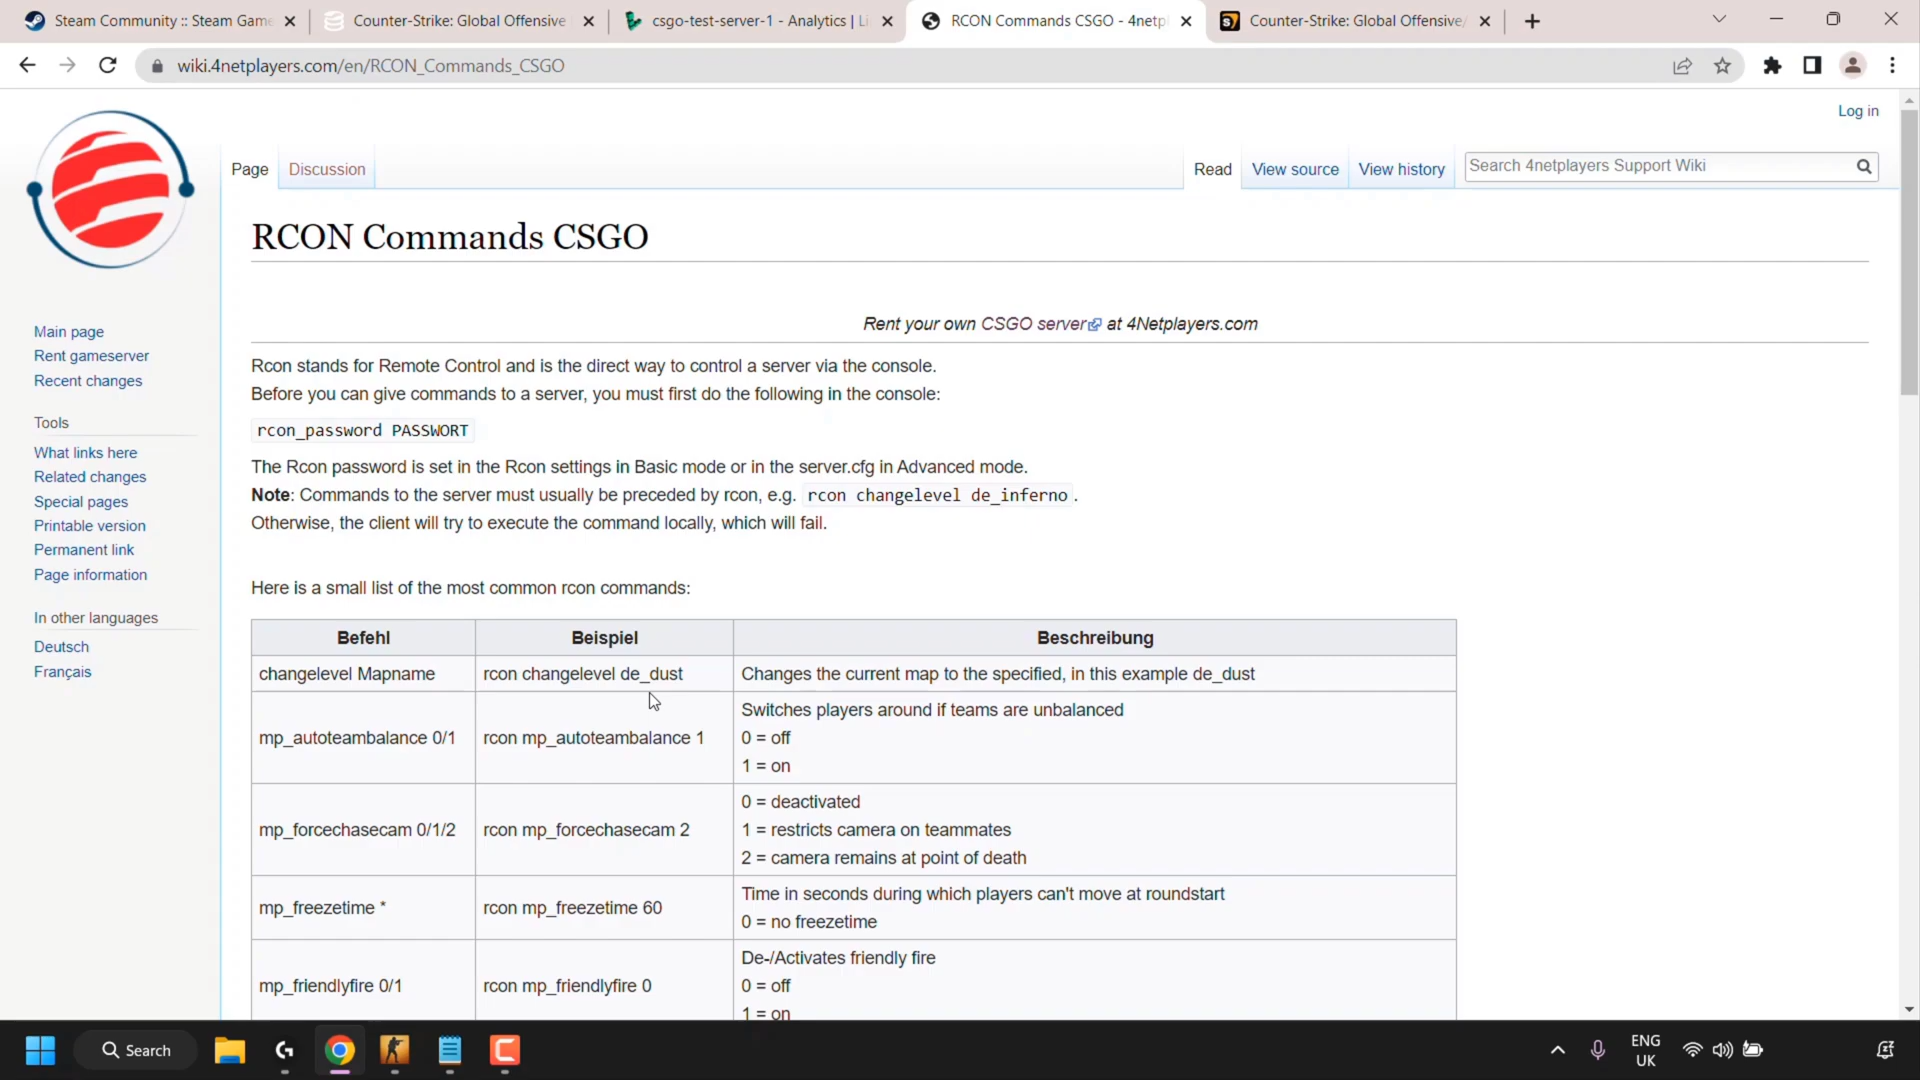 Steam Community :: Steam Game
Counter-Strike: Global Offensive
csgo-test-server-1 - Analytics | Li
RCON Commands CSGO - 4netpl
Counter-Strike: Global Offensive/
wiki.4netplayers.com/en/RCON_Commands_CSGO
Log in
Page
Discussion
Read
View source
View history
Search 4netplayers Support Wiki
RCON Commands CSGO
Rent your own CSGO server at 4Netplayers.com
Main page
Rent gameserver
Recent changes
Tools
What links here
Related changes
Special pages
Printable version
Permanent link
Page information
In other languages
Deutsch
Français
Rcon stands for Remote Control and is the direct way to control a server via the console.
Before you can give commands to a server, you must first do the following in the console:
rcon_password PASSWORT
The Rcon password is set in the Rcon settings in Basic mode or in the server.cfg in Advanced mode.
Note: Commands to the server must usually be preceded by rcon, e.g. rcon changelevel de_inferno .
Otherwise, the client will try to execute the command locally, which will fail.
Here is a small list of the most common rcon commands:
Befehl Beispiel Beschreibung
changelevel Mapname rcon changelevel de_dust Changes the current map to the specified, in this example de_dust
mp_autoteambalance 0/1 rcon mp_autoteambalance 1 Switches players around if teams are unbalanced
0 = off
1 = on
mp_forcechasecam 0/1/2 rcon mp_forcechasecam 2 0 = deactivated
1 = restricts camera on teammates
2 = camera remains at point of death
mp_freezetime * rcon mp_freezetime 60 Time in seconds during which players can't move at roundstart
0 = no freezetime
mp_friendlyfire 0/1 rcon mp_friendlyfire 0 De-/Activates friendly fire
0 = off
1 = on
Search
ENG
UK